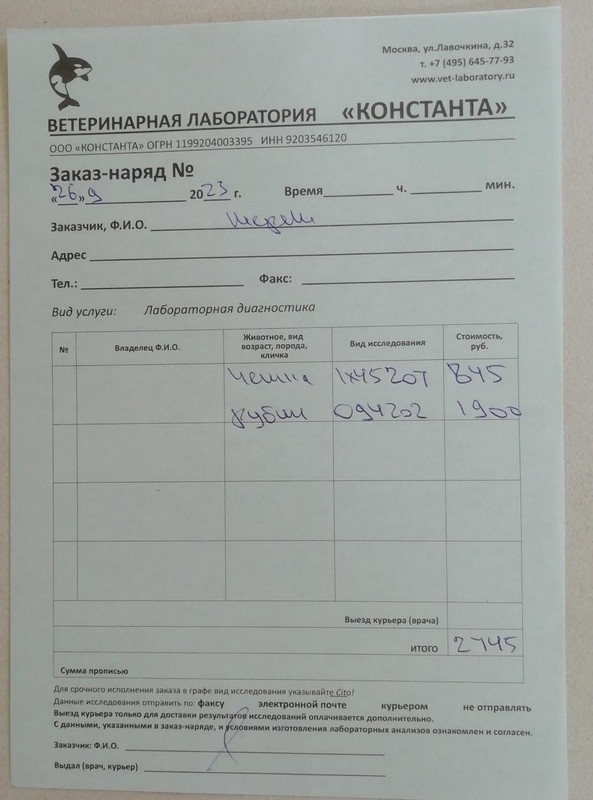 Москва, ул.Лавочкина, д.32
т. +7 (495) 645-77-93
www.vet-laboratory.ru
ВЕТЕРИНАРНАЯ ЛАБОРАТОРИЯ «КОНСТАНТА»
ООО «КОНСТАНТА» ОГРН 1199204003395 ИНН 9203546120
Заказ-наряд №
«26» 9 2023 г. Время ч. мин.
Заказчик, Ф.И.О.
Адрес
Тел.: Факс:
Вид услуги: Лабораторная диагностика
№ Владелец Ф.И.О. Животное, вид возраст, порода, кличка Вид исследования Стоимость, руб.
845
094202 1900
Выезд курьера (врача)
итого 2745
Сумма прописью
Для срочного исполнения заказа в графе вид исследования указывайте Cito!
Данные исследования отправить по: факсу электронной почте курьером не отправлять
Выезд курьера только для доставки результатов исследований оплачивается дополнительно.
С данными, указанными в заказ-наряде, и условиями изготовления лабораторных анализов ознакомлен и согласен.
Заказчик: Ф.И.О.
Выдал (врач, курьер)